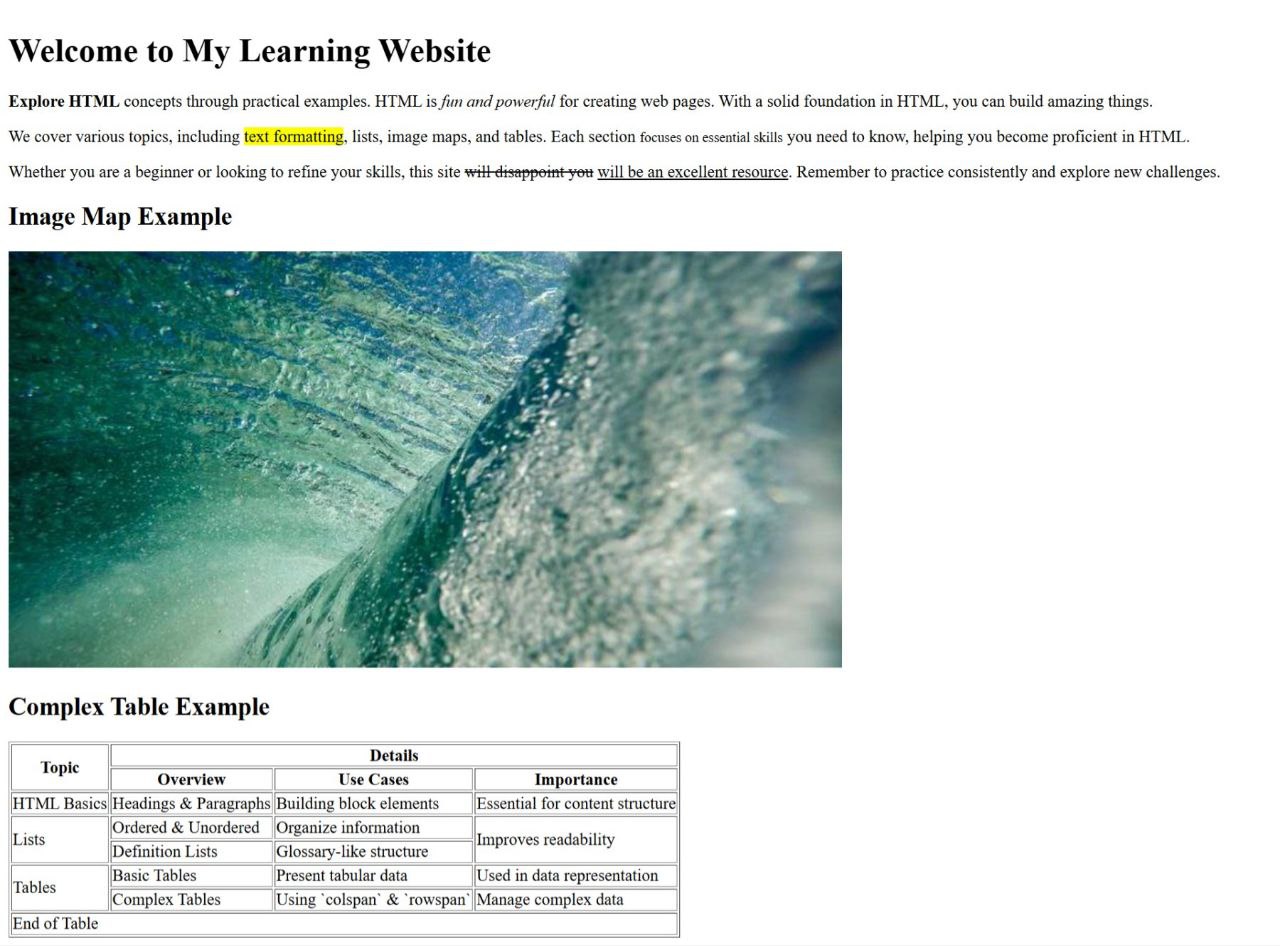 Welcome to My Learning Website
Explore HTML concepts through practical examples. HTML is fun and powerful for creating web pages. With a solid foundation in HTML, you can build amazing things.
We cover various topics, including text formatting, lists, image maps, and tables. Each section focuses on essential skills you need to know, helping you become proficient in HTML.
Whether you are a beginner or looking to refine your skills, this site will disappoint you will be an excellent resource. Remember to practice consistently and explore new challenges.
Image Map Example
Complex Table Example
Topic Details
Overview Use Cases Importance
HTML Basics Headings & Paragraphs Building block elements Essential for content structure
Lists Ordered & Unordered Organize information Improves readability
Definition Lists Glossary-like structure
Tables Basic Tables Present tabular data Used in data representation
Complex Tables Using `colspan` & `rowspan` Manage complex data
End of Table